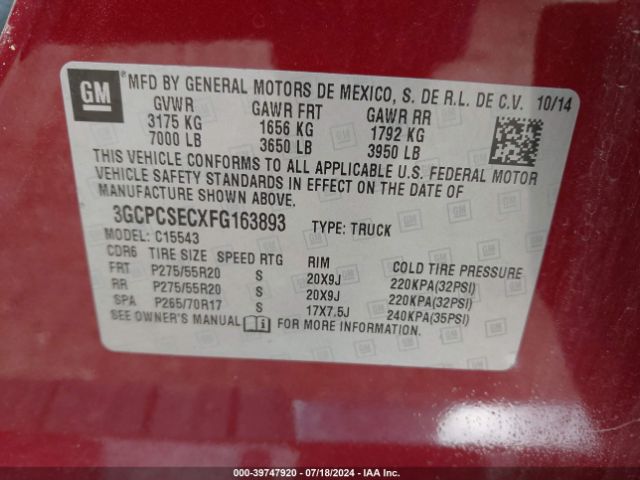 GM
MFD BY GENERAL MOTORS DE MEXICO, S. DE R.L. DE C.V. 10/14
GVWR GAWR FRT GAWR RR
3175 KG 1656 KG 1792 KG
7000 LB 3650 LB 3950 LB
THIS VEHICLE CONFORMS TO ALL APPLICABLE U.S. FEDERAL MOTOR
VEHICLE SAFETY STANDARDS IN EFFECT ON THE DATE OF
MANUFACTURE SHOWN ABOVE.
3GCPCSECXFG163893 TYPE: TRUCK
MODEL: C15543
CDR6 TIRE SIZE SPEED RTG RIM COLD TIRE PRESSURE
FRT P275/55R20 S 20X9J 220KPA(32PSI)
RR P275/55R20 S 20X9J 220KPA(32PSI)
SPA P265/70R17 S 17X7.5J 240KPA(35PSI)
SEE OWNER'S MANUAL FOR MORE INFORMATION.
000-39747920 / 07/18/2024 - IAA Inc.